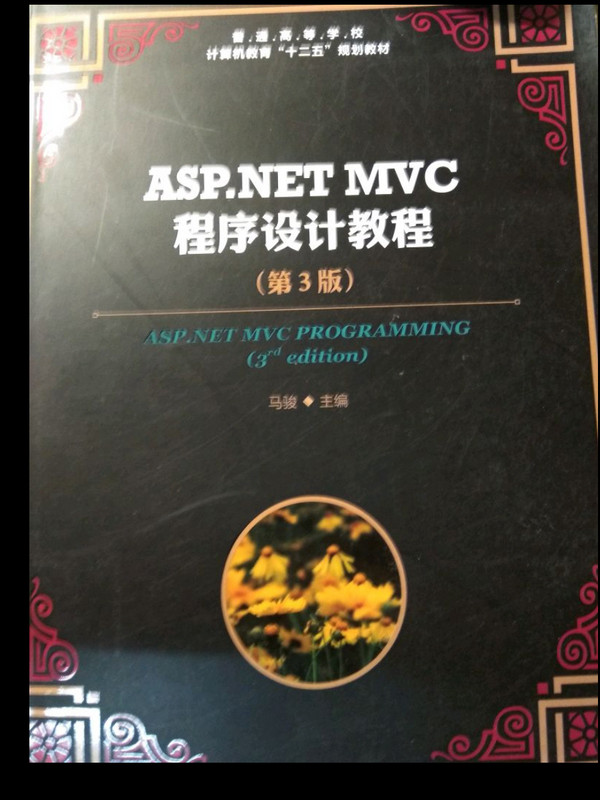 普.通.高.等.学.校
计算机教育“十二五”规划教材
ASP.NET MVC
程序设计教程
（第3版）
ASP.NET MVC PROGRAMMING
(3rd edition)
马骏◆主编